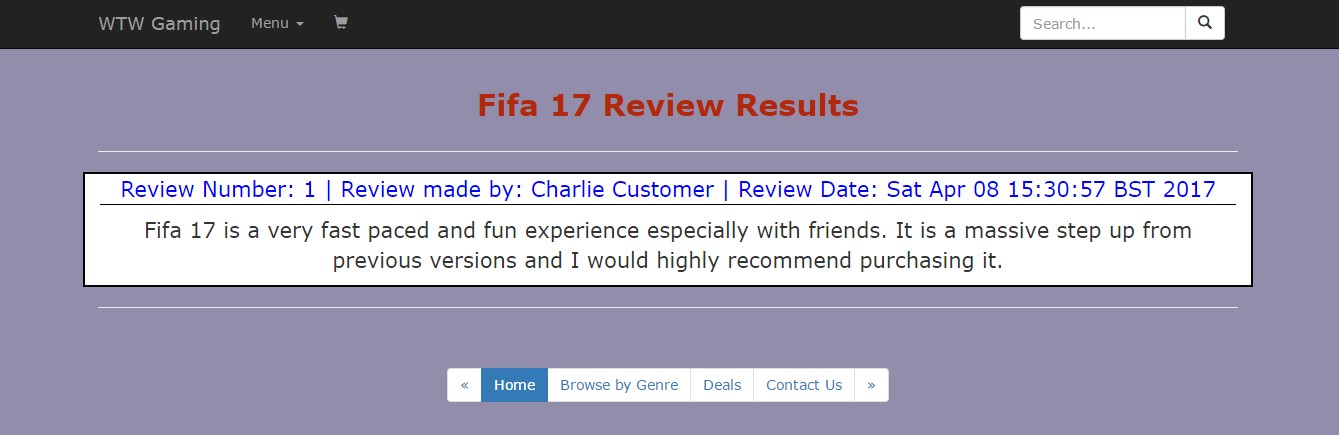 WTW Gaming Menu Search...
Fifa 17 Review Results
Review Number: 1 | Review made by: Charlie Customer | Review Date: Sat Apr 08 15:30:57 BST 2017
Fifa 17 is a very fast paced and fun experience especially with friends. It is a massive step up from
previous versions and I would highly recommend purchasing it.
« Home Browse by Genre Deals Contact Us »